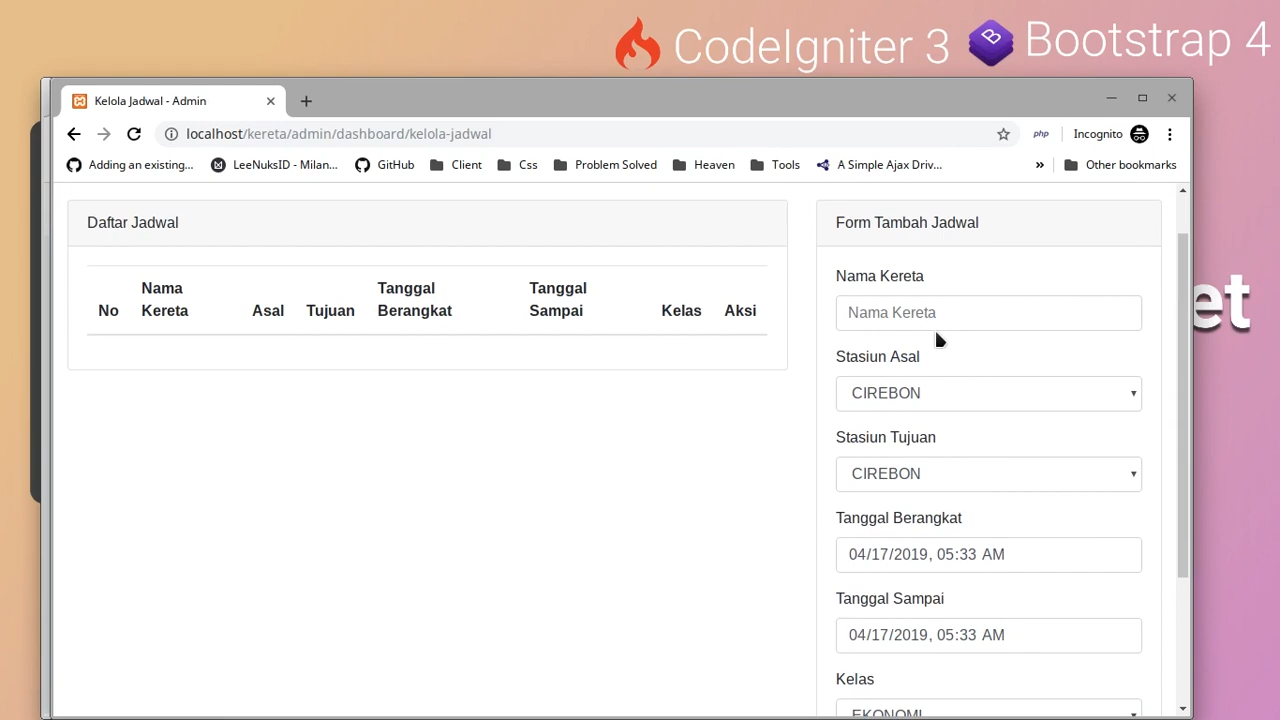 CodeIgniter 3 Bootstrap 4
Kelola Jadwal - Admin
localhost/kereta/admin/dashboard/kelola-jadwal
php
Incognito
Adding an existing... LeeNuksID - Milan... GitHub Client Css Problem Solved Heaven Tools A Simple Ajax Driv... » Other bookmarks
Daftar Jadwal
No Nama Kereta Asal Tujuan Tanggal Berangkat Tanggal Sampai Kelas Aksi
Form Tambah Jadwal
Nama Kereta
Nama Kereta
Stasiun Asal
CIREBON
Stasiun Tujuan
CIREBON
Tanggal Berangkat
04/17/2019, 05:33 AM
Tanggal Sampai
04/17/2019, 05:33 AM
Kelas
EKONOMI
et